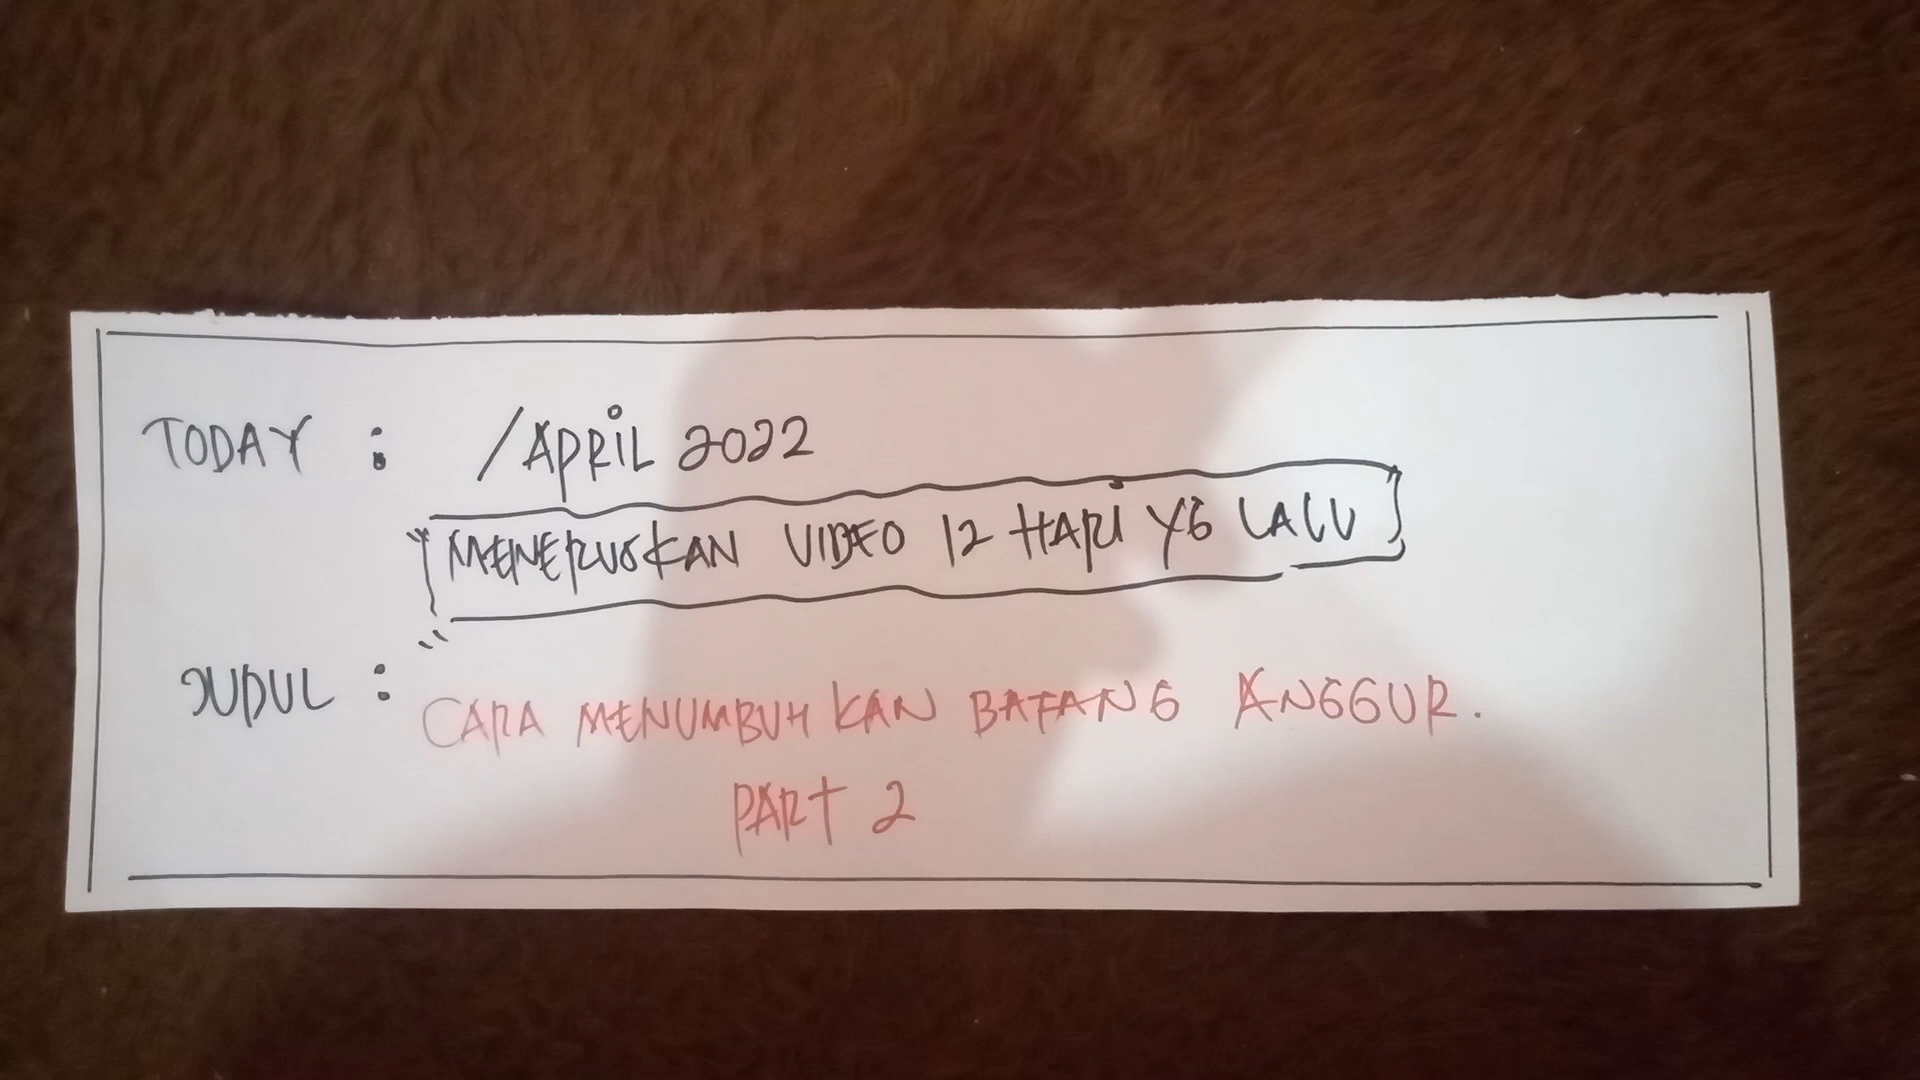 TODAY : /APRIL 2022
MENERUSKAN VIDEO 12 HARI YG LALU
JUDUL : CARA MENUMBUHKAN BATANG ANGGUR.
PART 2